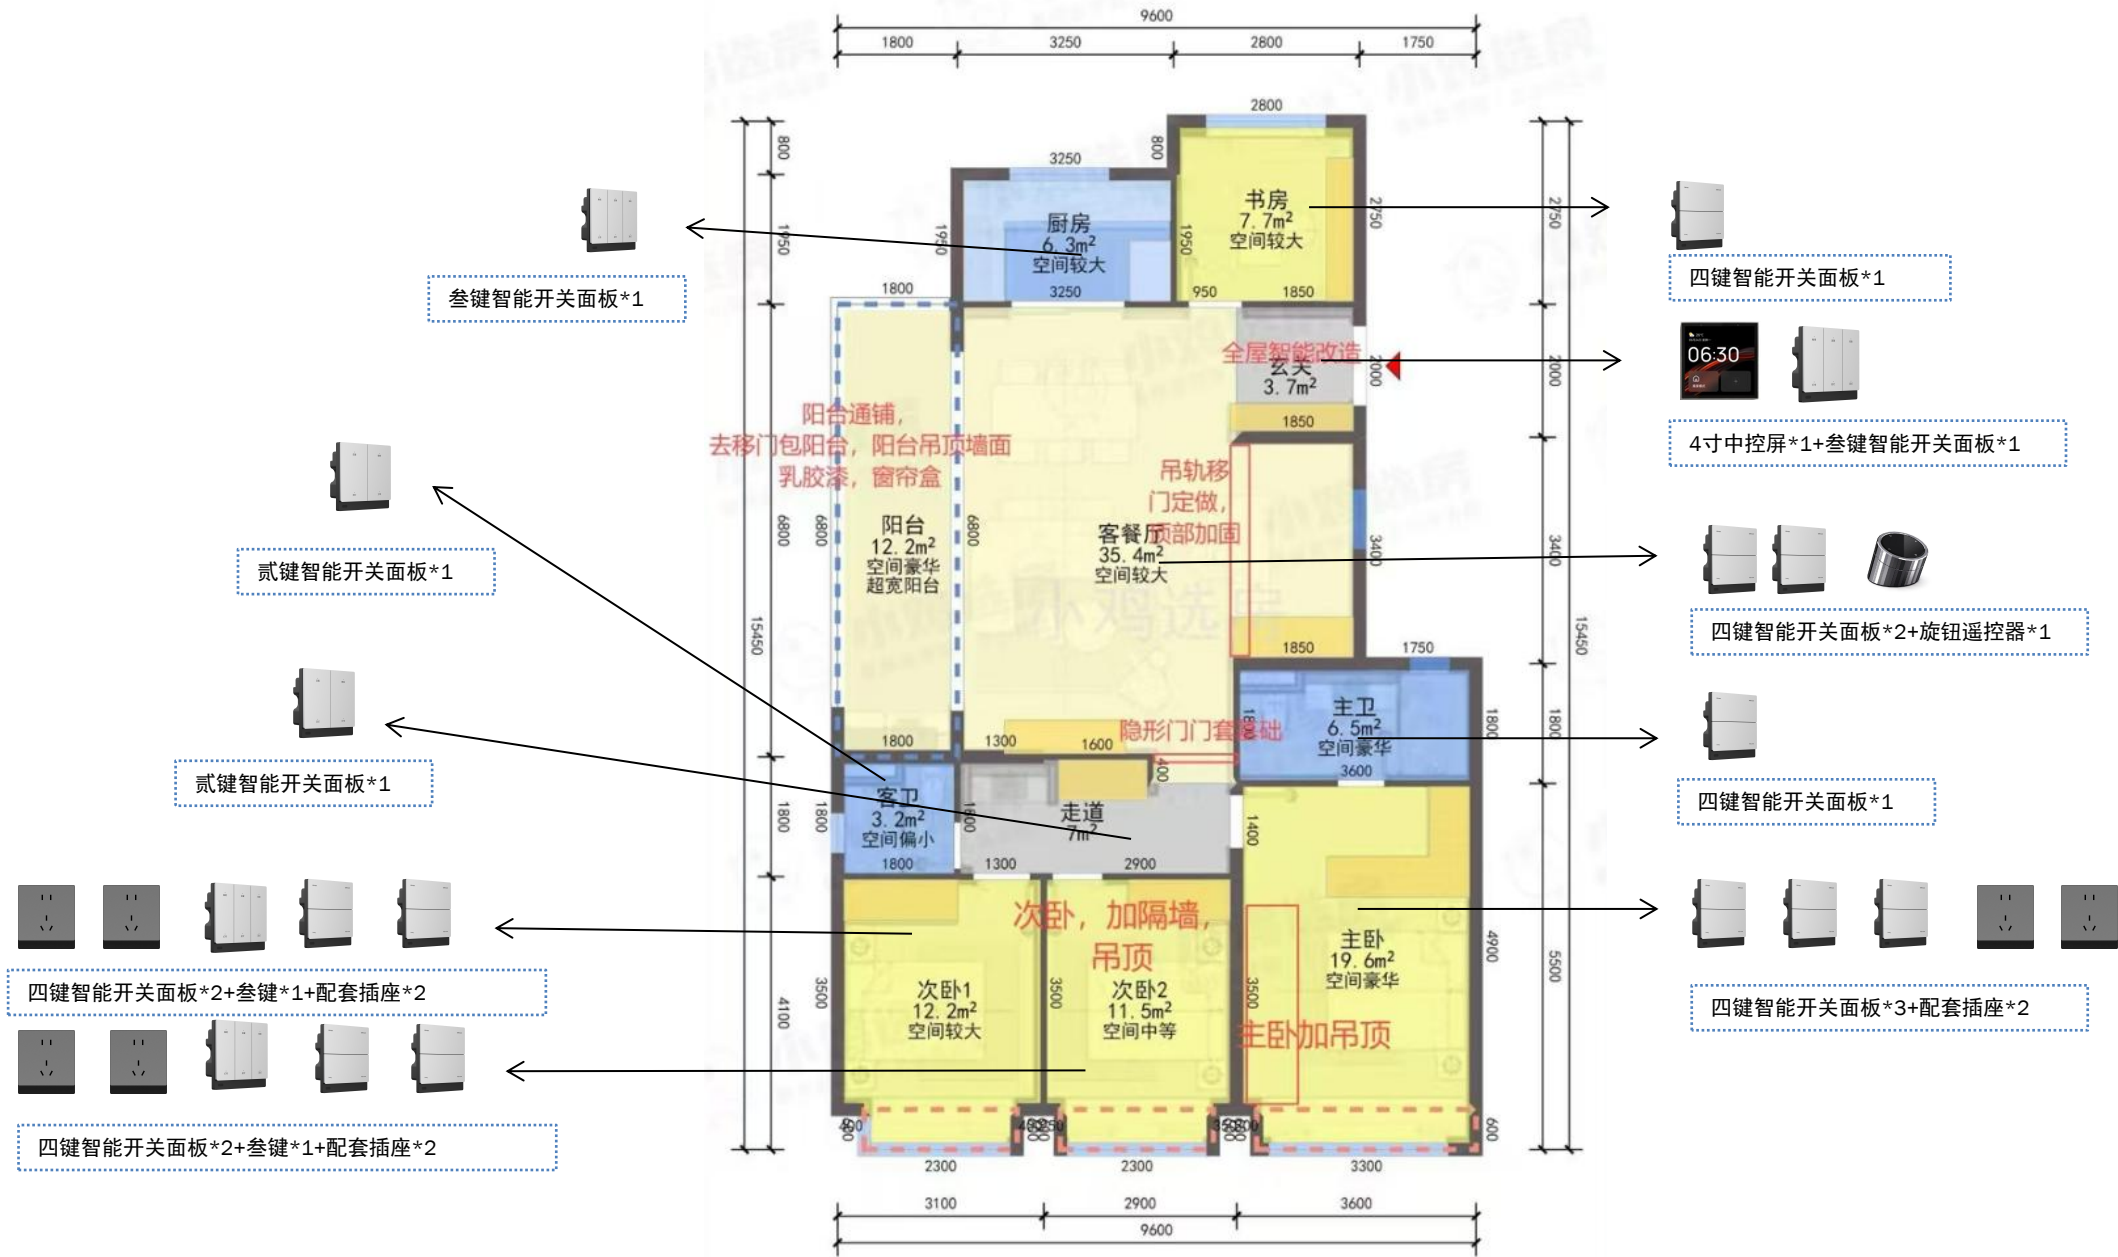 9600
1800 3250 2800 1750
2800
800
3250
800
厨房
6.3m²
空间较大
1950
1950
1950
3250
书房
7.7m²
空间较大
2750
2750
950 1850
叁键智能开关面板*1
四键智能开关面板*1
1800
全屋智能改造
玄关
3.7m²
2000
2000
1850
06:30
4寸中控屏*1+叁键智能开关面板*1
阳台通铺，
去移门包阳台，阳台吊顶墙面
乳胶漆，窗帘盒
吊轨移
门定做，
顶部加固
阳台
12.2m²
空间豪华
超宽阳台
6800
6800
6800
客餐厅
35.4m²
空间较大
3400
3400
小鸡选房
贰键智能开关面板*1
四键智能开关面板*2+旋钮遥控器*1
15450
15450
1850
1750
主卫
6.5m²
空间豪华
1800
1800
1800
3600
隐形门门套基础
1800 1300 1600
400
贰键智能开关面板*1
四键智能开关面板*1
客卫
3.2m²
空间偏小
1800
1800
1800
1800
走道
7m²
1300 2900
1400
四键智能开关面板*2+叁键*1+配套插座*2
四键智能开关面板*3+配套插座*2
次卧，加隔墙，
吊顶
次卧1
12.2m²
空间较大
次卧2
11.5m²
空间中等
主卧
19.6m²
空间豪华
主卧加吊顶
3500
3500
3500
4100
4900
5500
四键智能开关面板*2+叁键*1+配套插座*2
600
2300 2300 3300
3100 2900 3600
9600